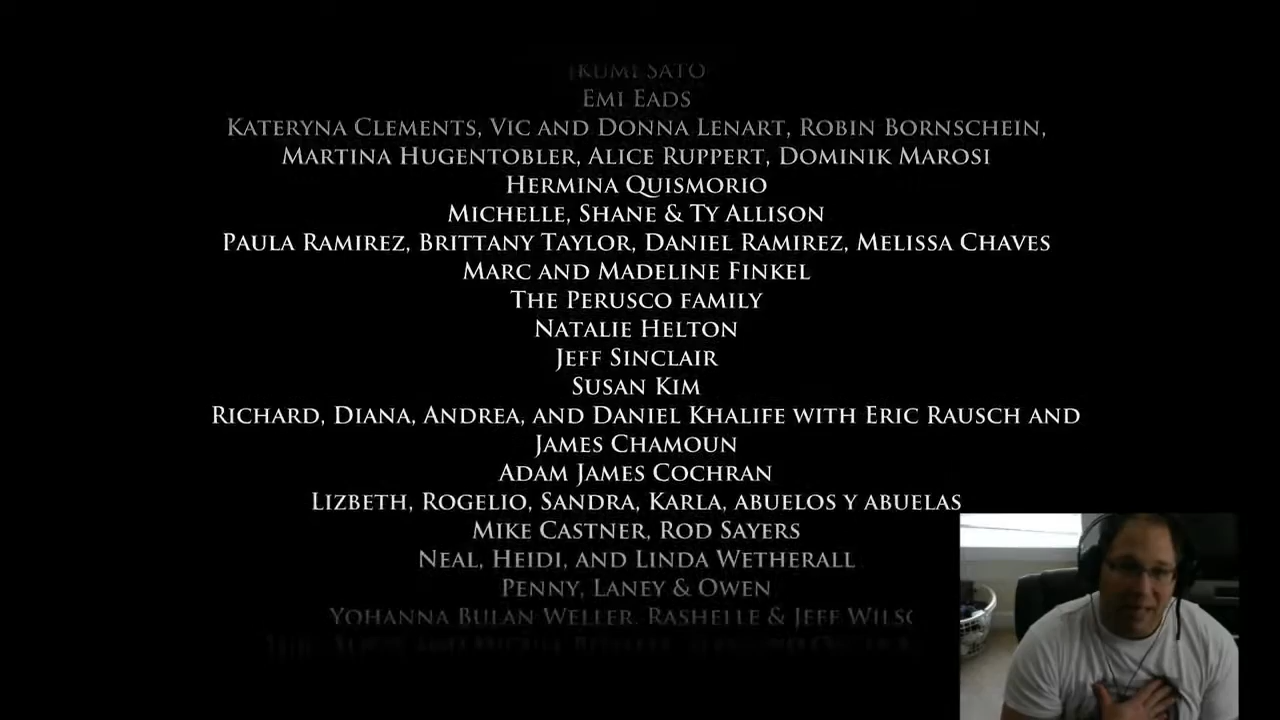 Ikumi Sato
Emi Eads
Kateryna Clements, Vic and Donna Lenart, Robin Bornschein,
Martina Hugentobler, Alice Ruppert, Dominik Marosi
Hermina Quismorio
Michelle, Shane & Ty Allison
Paula Ramirez, Brittany Taylor, Daniel Ramirez, Melissa Chaves
Marc and Madeline Finkel
The Perusco family
Natalie Helton
Jeff Sinclair
Susan Kim
Richard, Diana, Andrea, and Daniel Khalife with Eric Rausch and
James Chamoun
Adam James Cochran
Lizbeth, Rogelio, Sandra, Karla, abuelos y abuelas
Mike Castner, Rod Sayers
Neal, Heidi, and Linda Wetherall
Penny, Laney & Owen
Yohanna Bulan Weller, Rashelle & Jeff